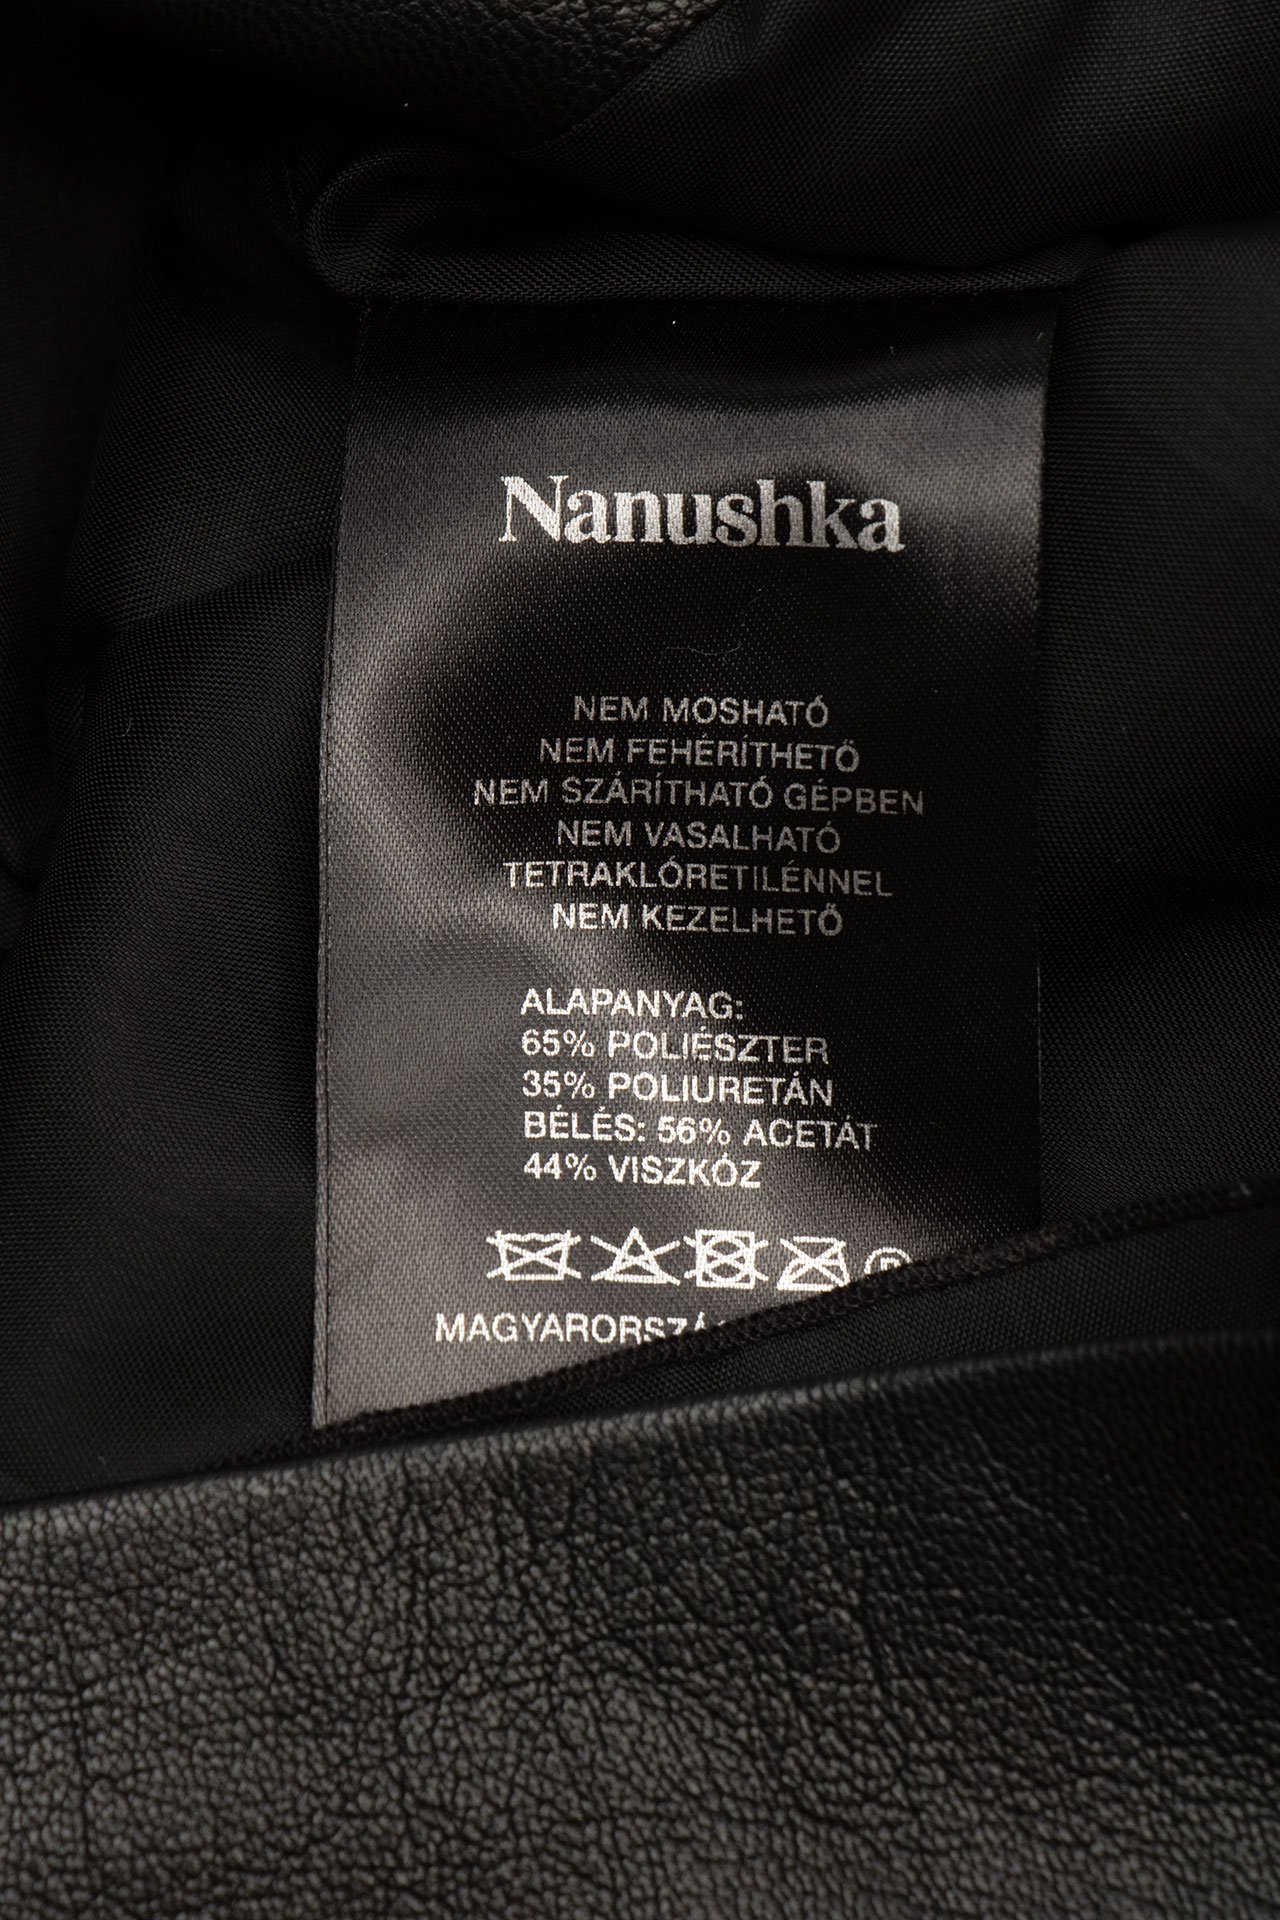 Nanushka
NEM MOSHATÓ
NEM FEHÉRÍTHETŐ
NEM SZÁRÍTHATÓ GÉPBEN
NEM VASALHATÓ
TETRAKLÓRETILÉNNEL
NEM KEZELHETŐ
ALAPANYAG:
65% POLIÉSZTER
35% POLIURETÁN
BÉLÉS: 56% ACETÁT
44% VISZKÓZ